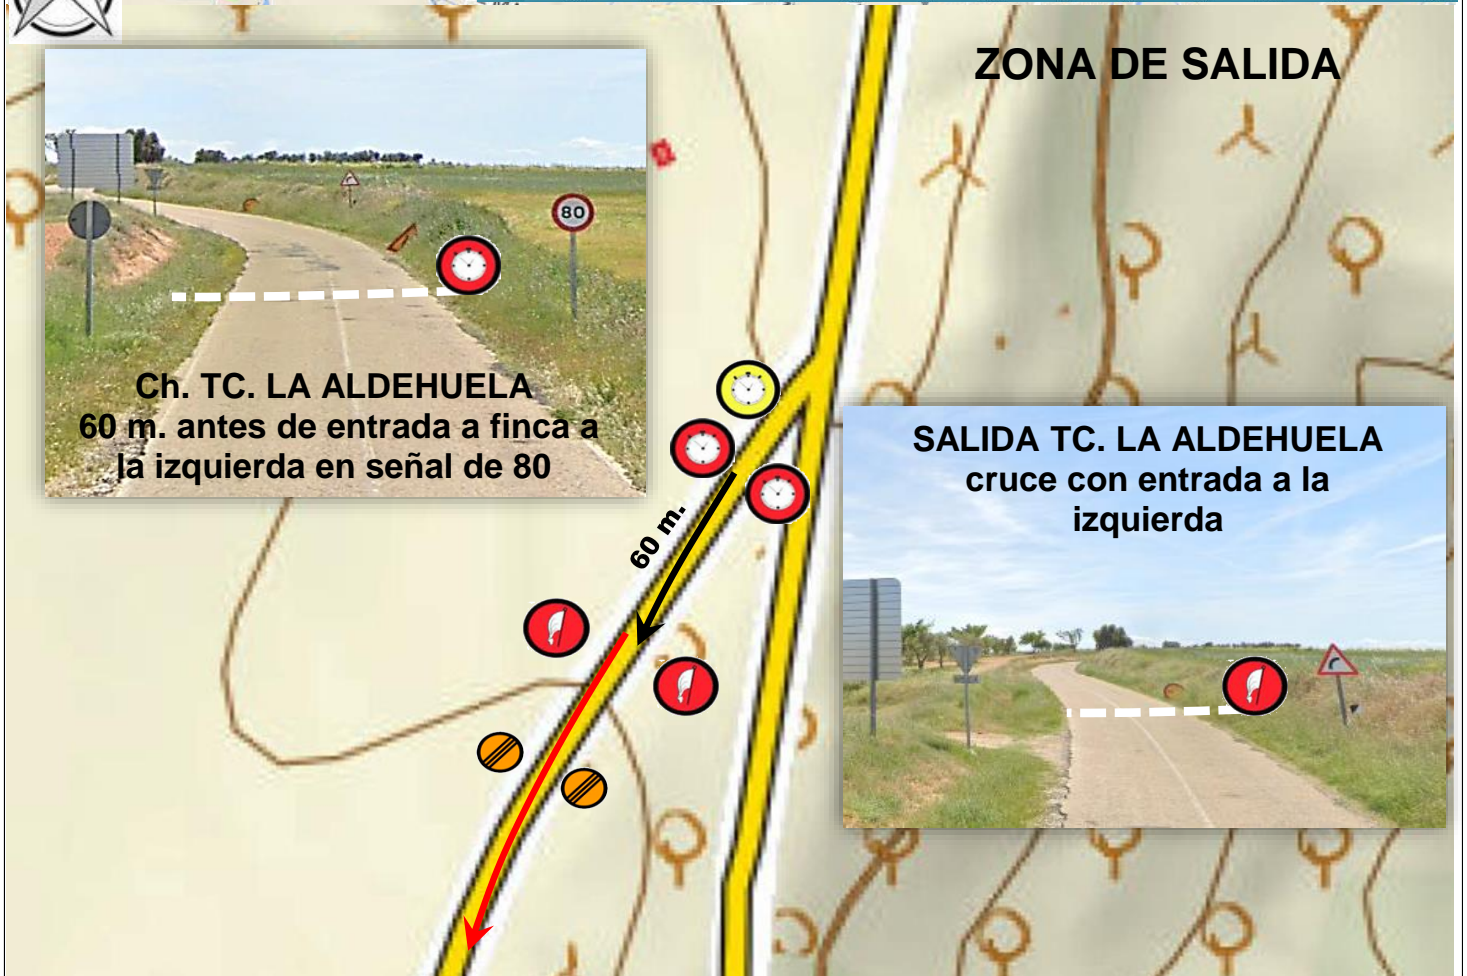 ZONA DE SALIDA
80
Ch. TC. LA ALDEHUELA
60 m. antes de entrada a finca a
la izquierda en señal de 80
60 m.
SALIDA TC. LA ALDEHUELA
cruce con entrada a la
izquierda